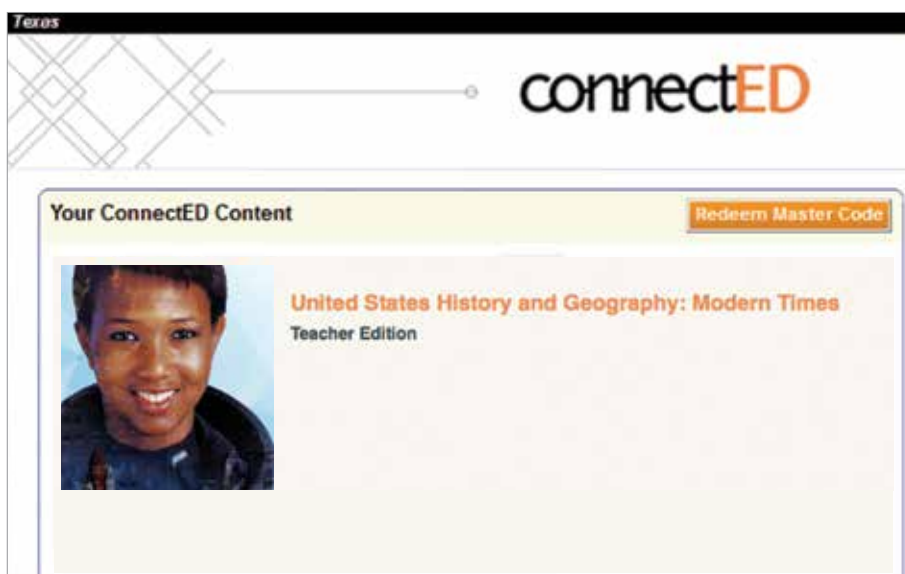 Texas
connectED
Your ConnectED Content
Redeem Master Code
United States History and Geography: Modern Times
Teacher Edition